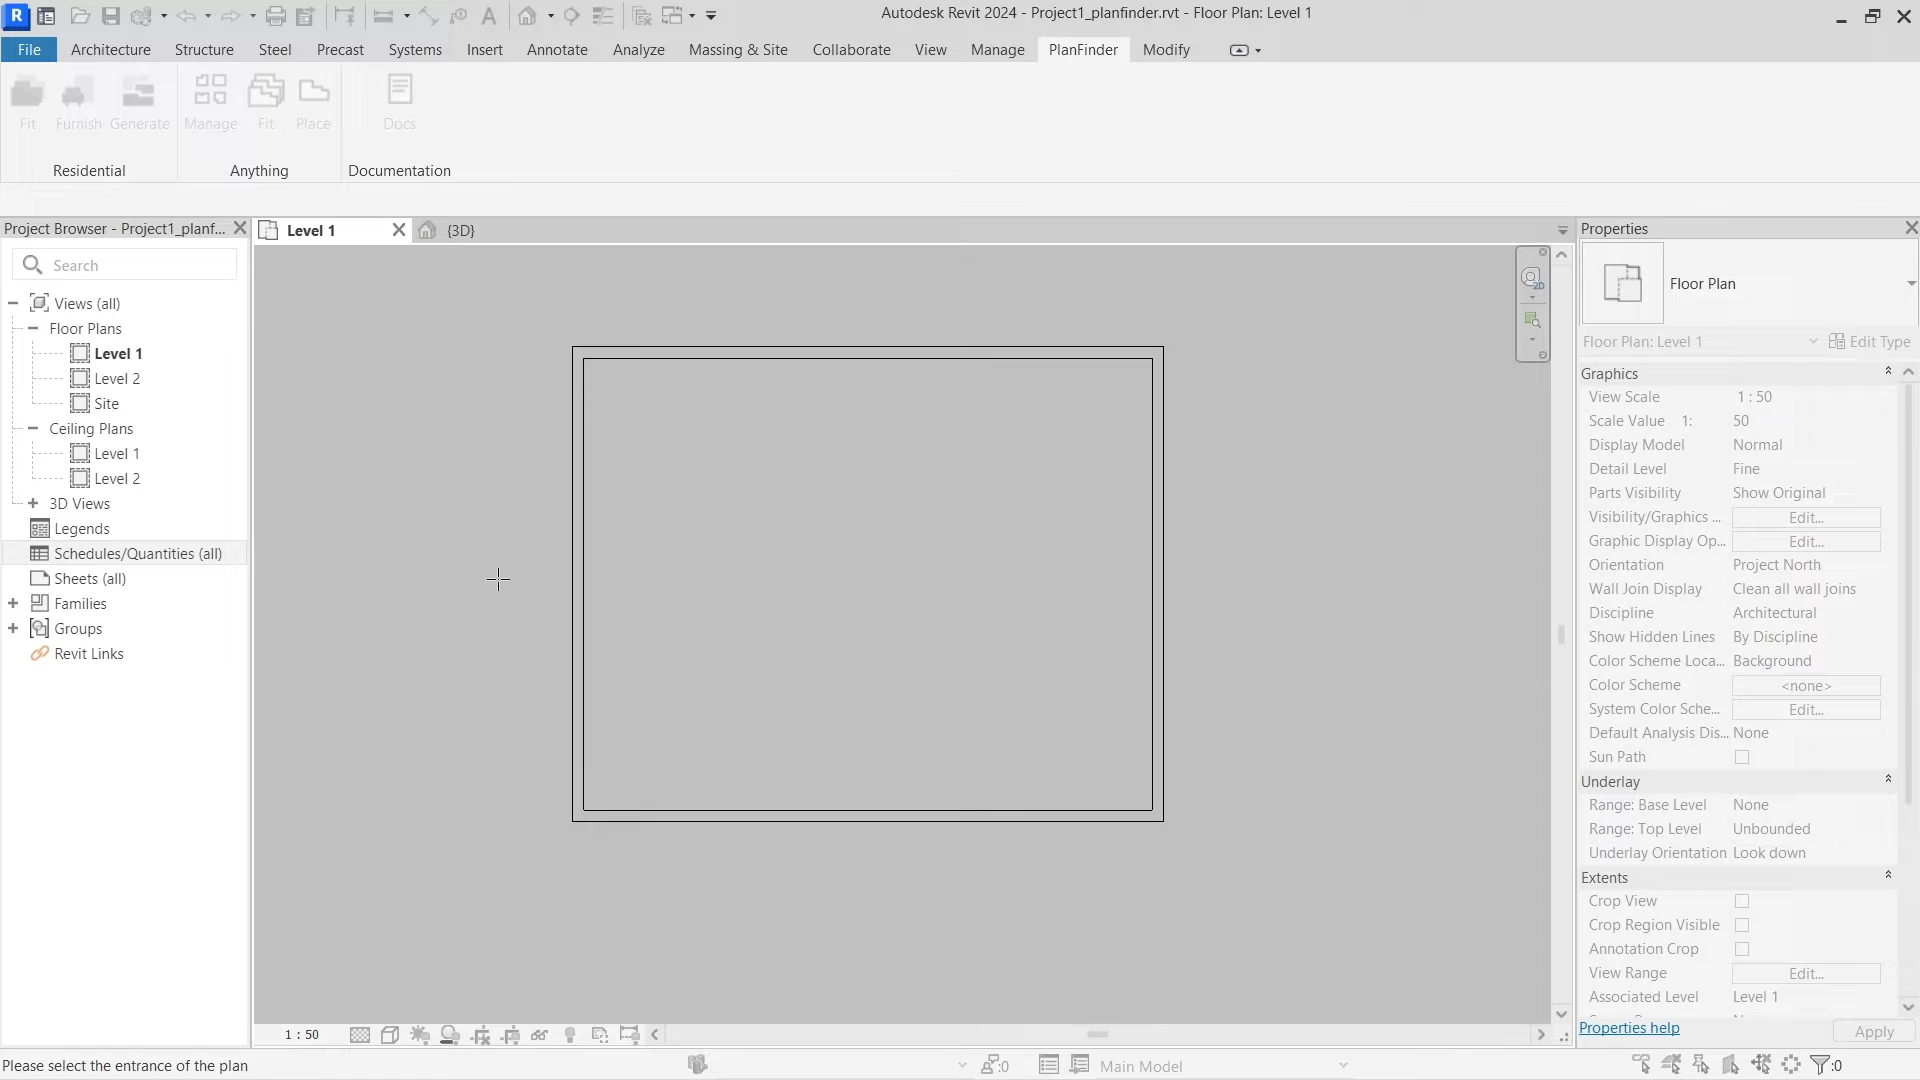 Autodesk Revit 2024 - Project1_planfinder.rvt - Floor Plan: Level 1
File Architecture Structure Steel Precast Systems Insert Annotate Analyze Massing & Site Collaborate View Manage PlanFinder Modify
Fit Furnish Generate Manage Fit Place Docs
Residential Anything Documentation
Project Browser - Project1_planf...
Search
Views (all)
Floor Plans
Level 1
Level 2
Site
Ceiling Plans
Level 1
Level 2
3D Views
Legends
Schedules/Quantities (all)
Sheets (all)
Families
Groups
Revit Links
Level 1 {3D}
2D
Properties
Floor Plan
Floor Plan: Level 1 Edit Type
Graphics
View Scale 1 : 50
Scale Value 1: 50
Display Model Normal
Detail Level Fine
Parts Visibility Show Original
Visibility/Graphics ... Edit...
Graphic Display Op... Edit...
Orientation Project North
Wall Join Display Clean all wall joins
Discipline Architectural
Show Hidden Lines By Discipline
Color Scheme Loca... Background
Color Scheme <none>
System Color Sche... Edit...
Default Analysis Dis... None
Sun Path
Underlay
Range: Base Level None
Range: Top Level Unbounded
Underlay Orientation Look down
Extents
Crop View
Crop Region Visible
Annotation Crop
View Range Edit...
Associated Level Level 1
Properties help Apply
1 : 50
Please select the entrance of the plan :0 Main Model :0